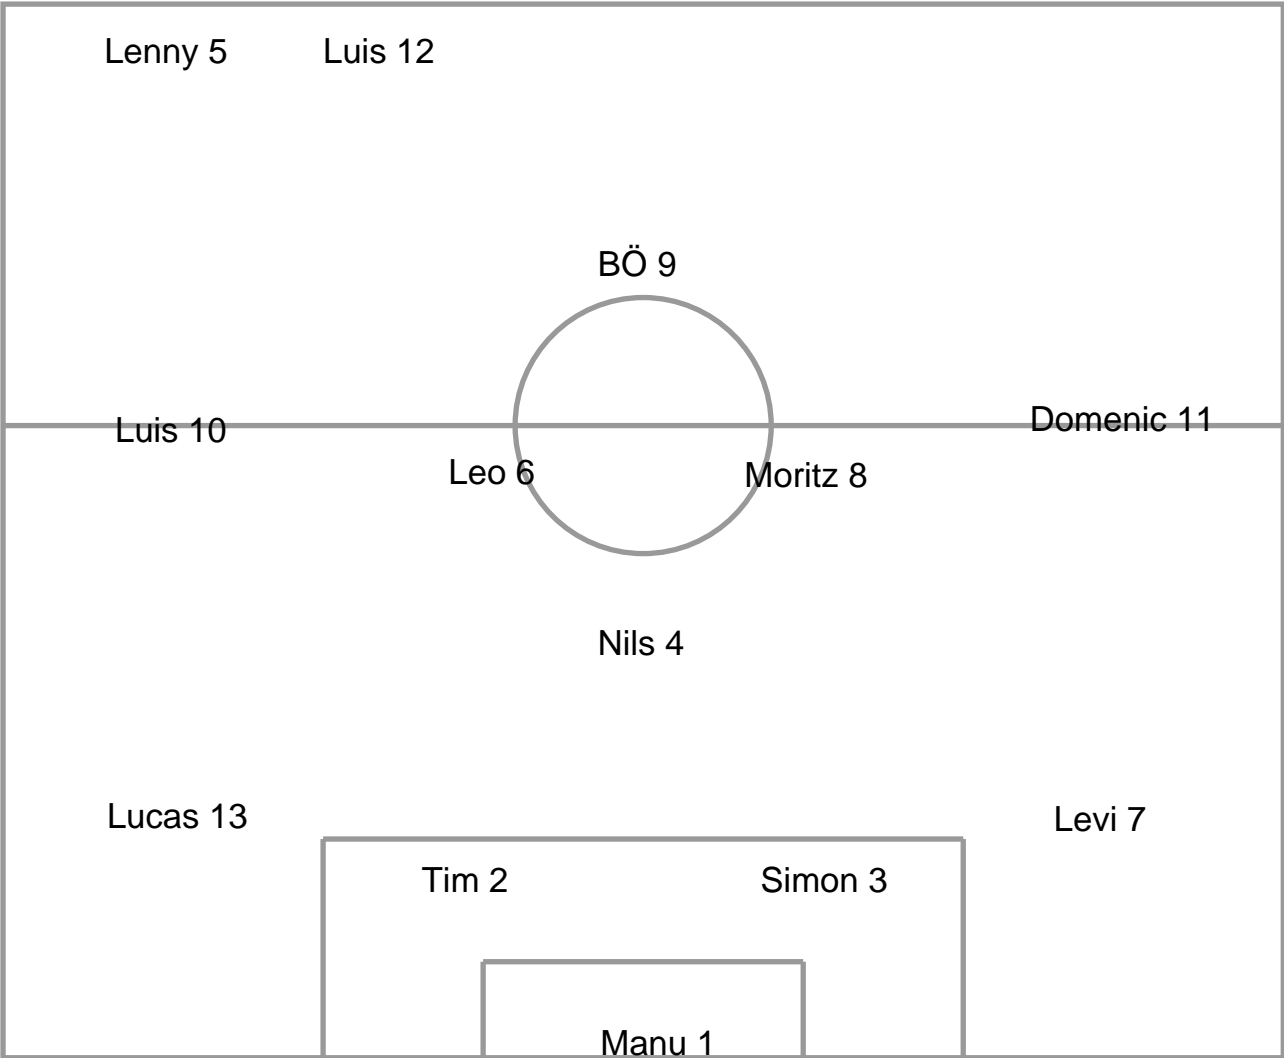 Lenny 5
Luis 12
BÖ 9
Luis 10
Domenic 11
Leo 6
Moritz 8
Nils 4
Lucas 13
Levi 7
Tim 2
Simon 3
Manu 1